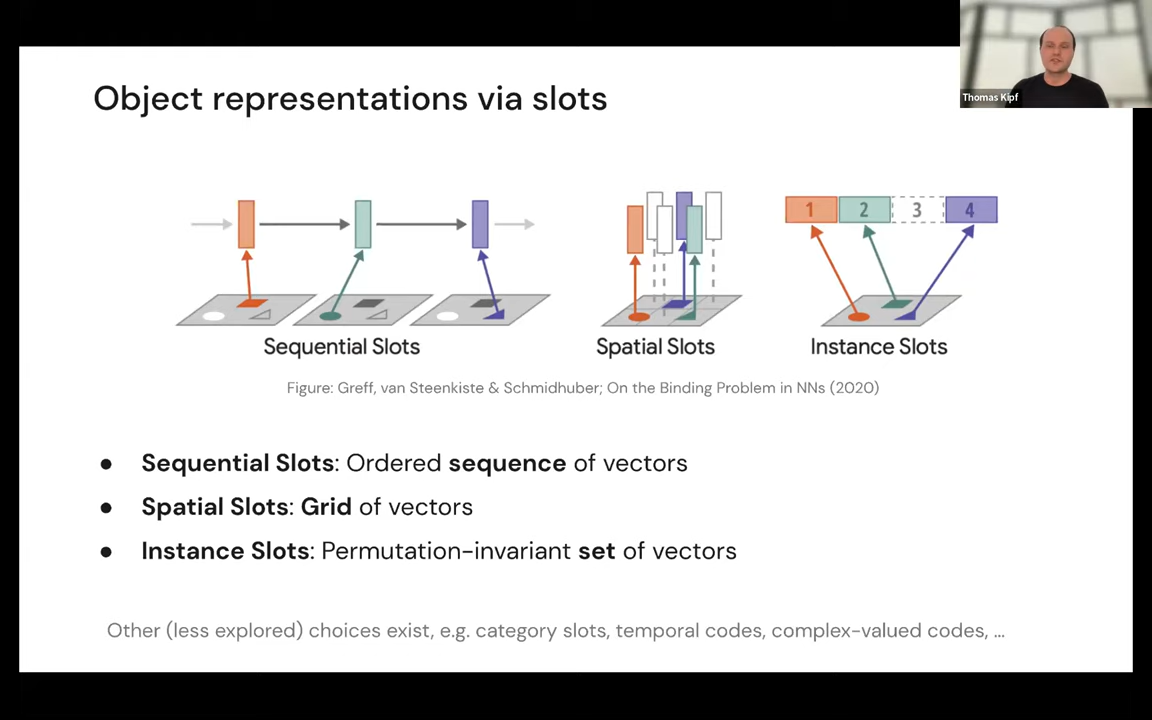 Object representations via slots
Thomas Kipf
1 2 3 4
Sequential Slots
Spatial Slots
Instance Slots
Figure: Greff, van Steenkiste & Schmidhuber; On the Binding Problem in NNs (2020)
● Sequential Slots: Ordered sequence of vectors
● Spatial Slots: Grid of vectors
● Instance Slots: Permutation-invariant set of vectors
Other (less explored) choices exist, e.g. category slots, temporal codes, complex-valued codes, ...